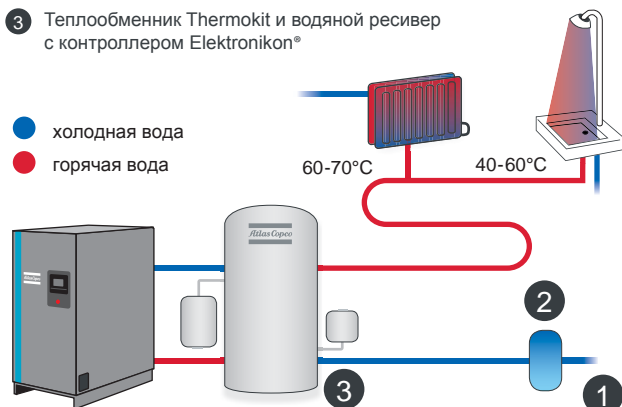 3 Теплообменник Thermokit и водяной ресивер
с контроллером Elektronikon®
холодная вода
горячая вода
60-70°C
40-60°C
Atlas Copco
2
3
1